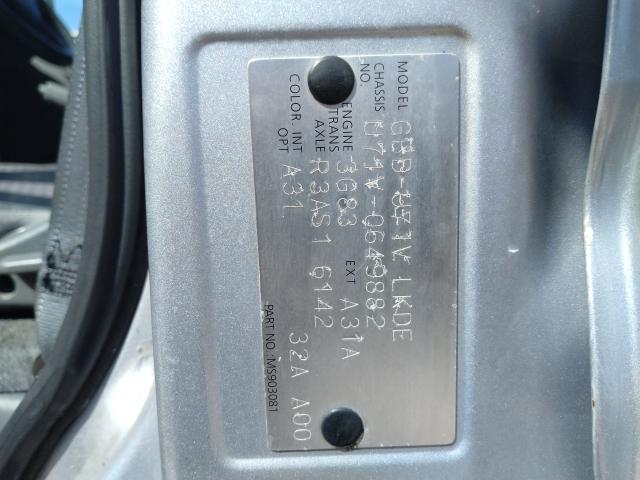 MODEL GBD-U71V LKDE
CHASSIS NO. U71V-0649882
ENGINE 3G83 EXT A31A
TRANS AXLE R3AS1 6142
COLOR. INT OPT A31 32A A00
PART NO.: MS903081